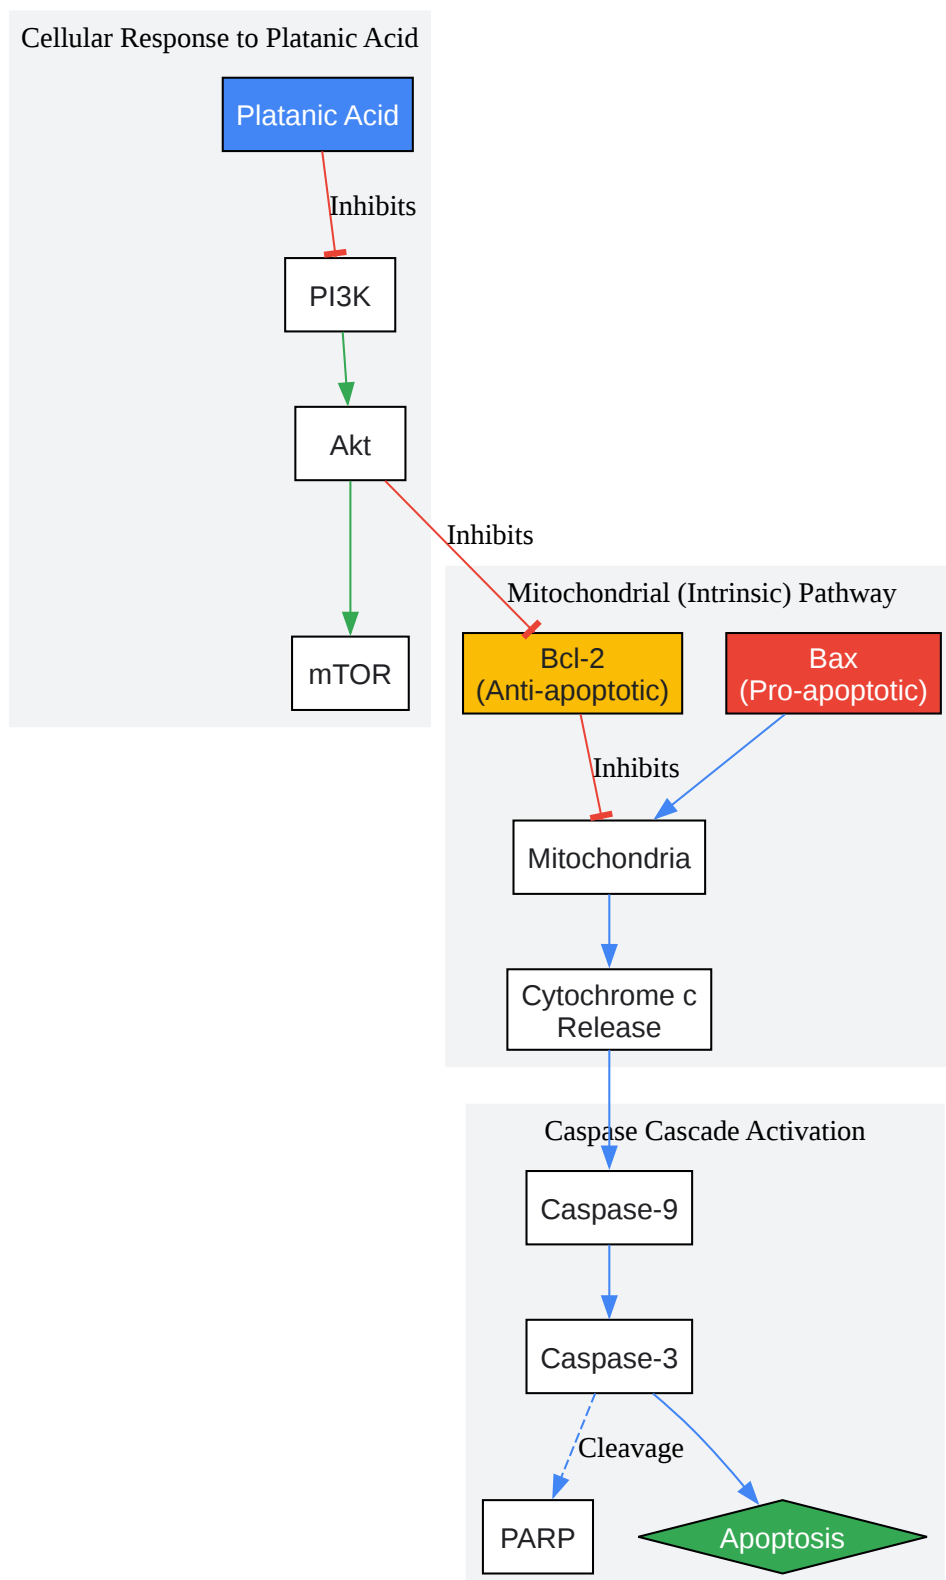 Cellular Response to Platanic Acid
Platanic Acid
Inhibits
PI3K
Akt
Inhibits
mTOR
Mitochondrial (Intrinsic) Pathway
Bcl-2
(Anti-apoptotic)
Bax
(Pro-apoptotic)
Inhibits
Mitochondria
Cytochrome c
Release
Caspase Cascade Activation
Caspase-9
Caspase-3
Cleavage
PARP
Apoptosis